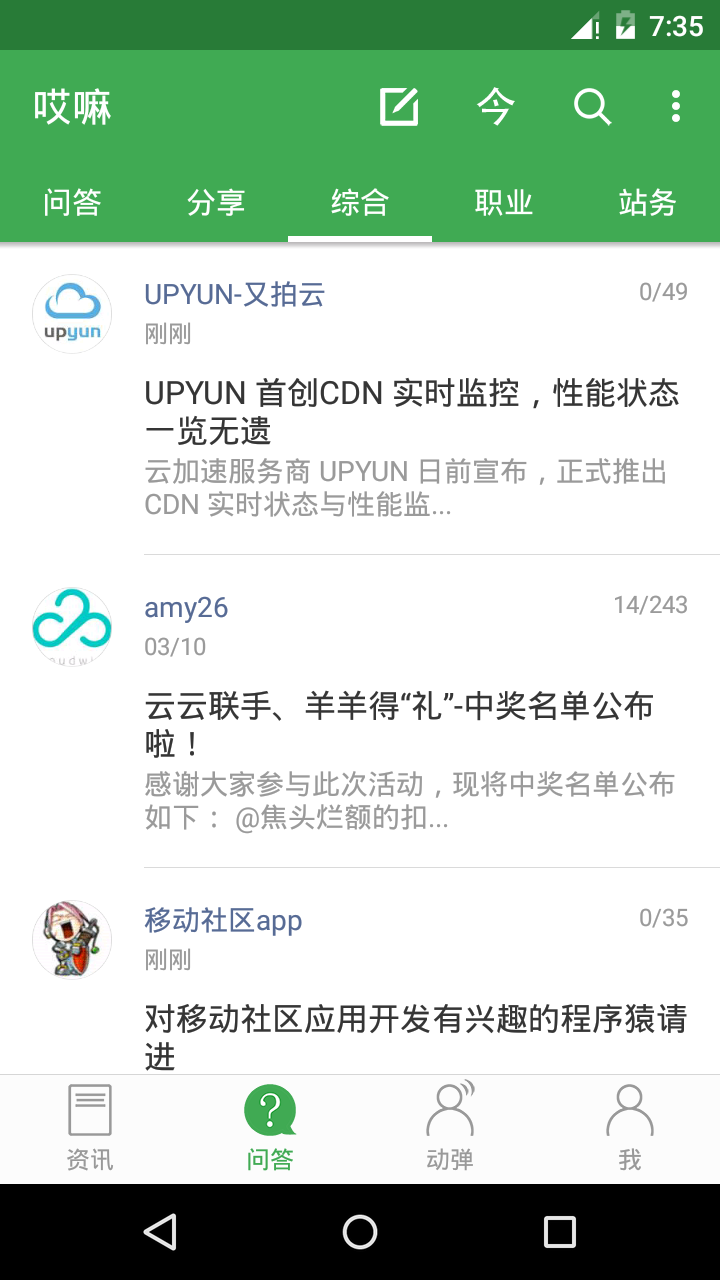 7:35
哎嘛
今
问答 分享 综合 职业 站务
upyun
UPYUN-又拍云 0/49
刚刚
UPYUN 首创CDN 实时监控，性能状态
一览无遗
云加速服务商 UPYUN 日前宣布，正式推出
CDN 实时状态与性能监...
amy26 14/243
03/10
云云联手、羊羊得“礼”-中奖名单公布
啦！
感谢大家参与此次活动，现将中奖名单公布
如下： @焦头烂额的扣...
移动社区app 0/35
刚刚
对移动社区应用开发有兴趣的程序猿请
进
?
资讯 问答 动弹 我